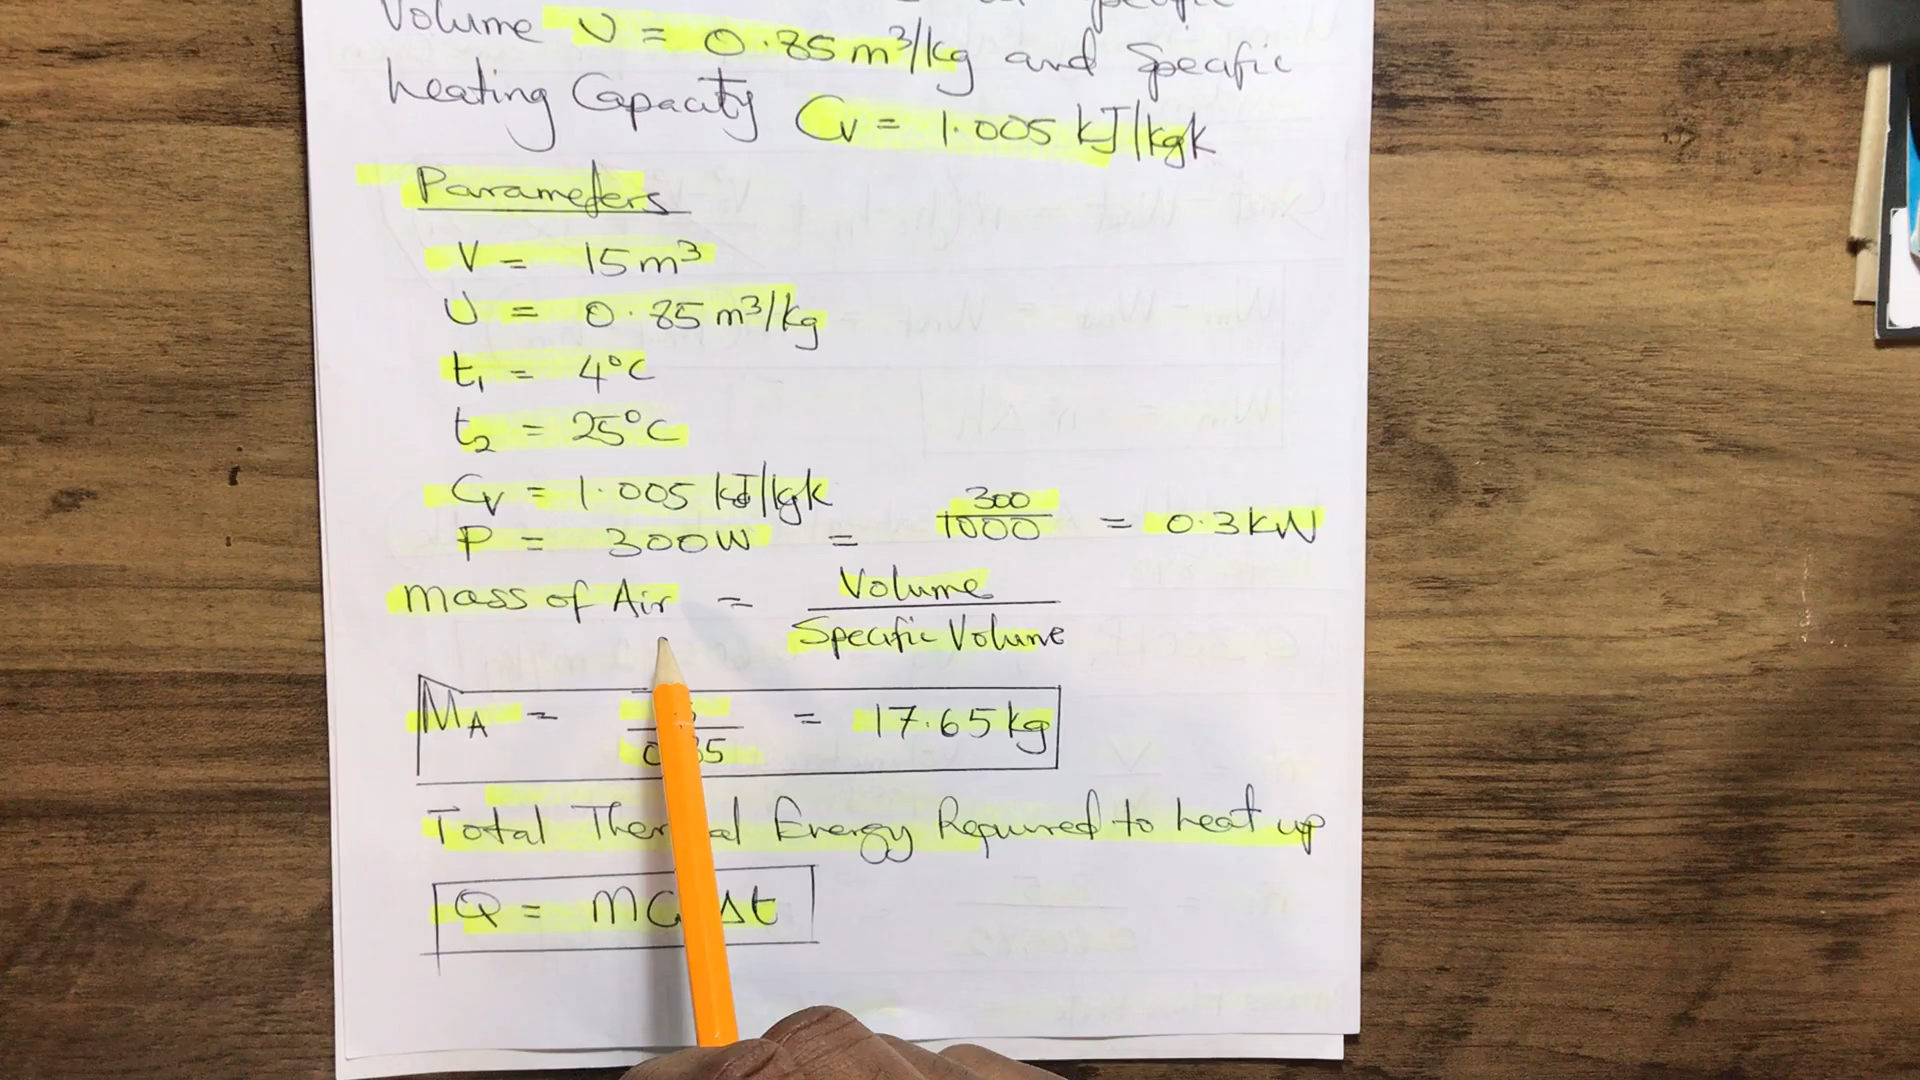 Volume υ = 0.85 m³/kg and Specific
heating Capacity Cv = 1.005 kJ/kgk
Parameters
V = 15 m³
υ = 0.85 m³/kg
t₁ = 4°C
t₂ = 25°C
Cv = 1.005 kJ/kgk
P = 300W = 300/1000 = 0.3kW
mass of Air = Volume / Specific Volume
MA = = 17.65 kg
Total Thermal Energy Required to heat up
Q = m Δt